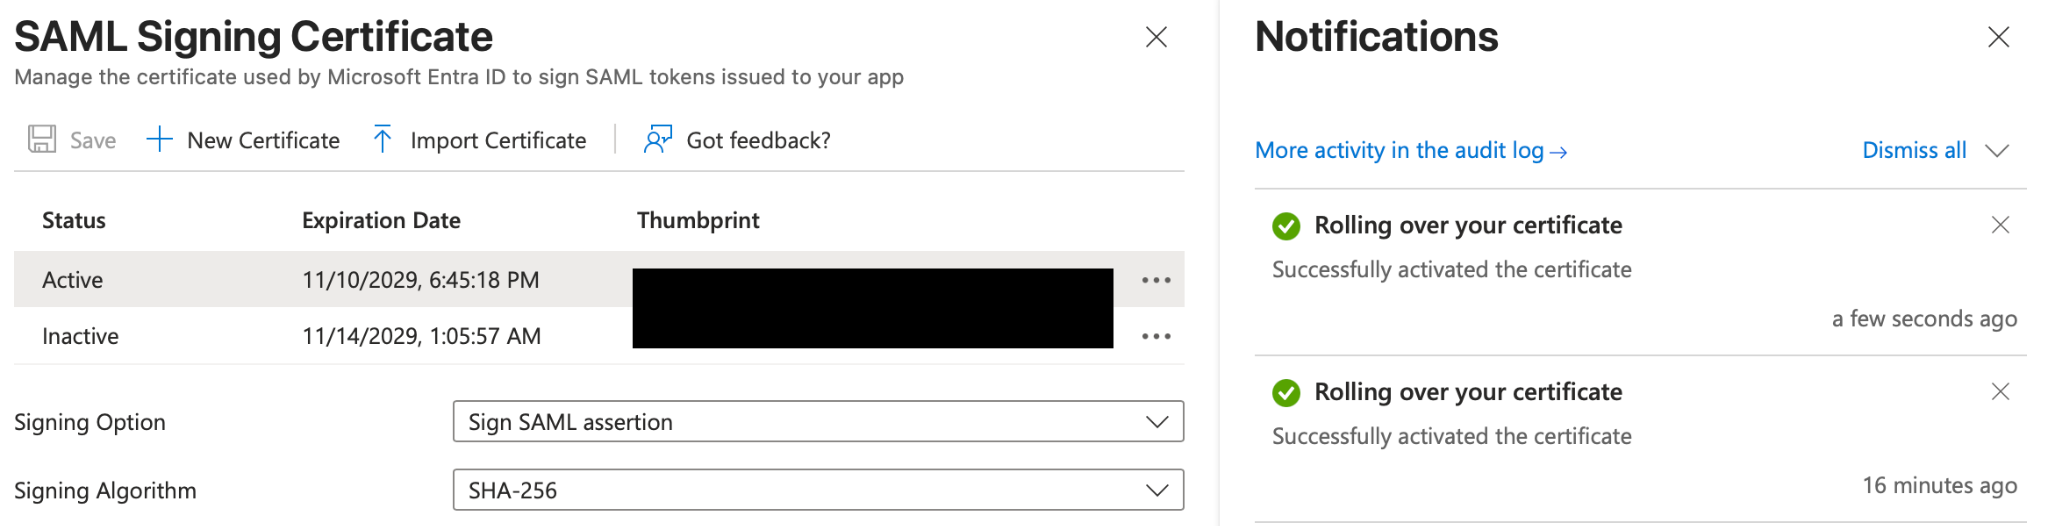 SAML Signing Certificate
Manage the certificate used by Microsoft Entra ID to sign SAML tokens issued to your app
Save New Certificate Import Certificate Got feedback?
Status Expiration Date Thumbprint
Active 11/10/2029, 6:45:18 PM
Inactive 11/14/2029, 1:05:57 AM
Signing Option Sign SAML assertion
Signing Algorithm SHA-256
Notifications
More activity in the audit log→ Dismiss all
Rolling over your certificate
Successfully activated the certificate
a few seconds ago
Rolling over your certificate
Successfully activated the certificate
16 minutes ago